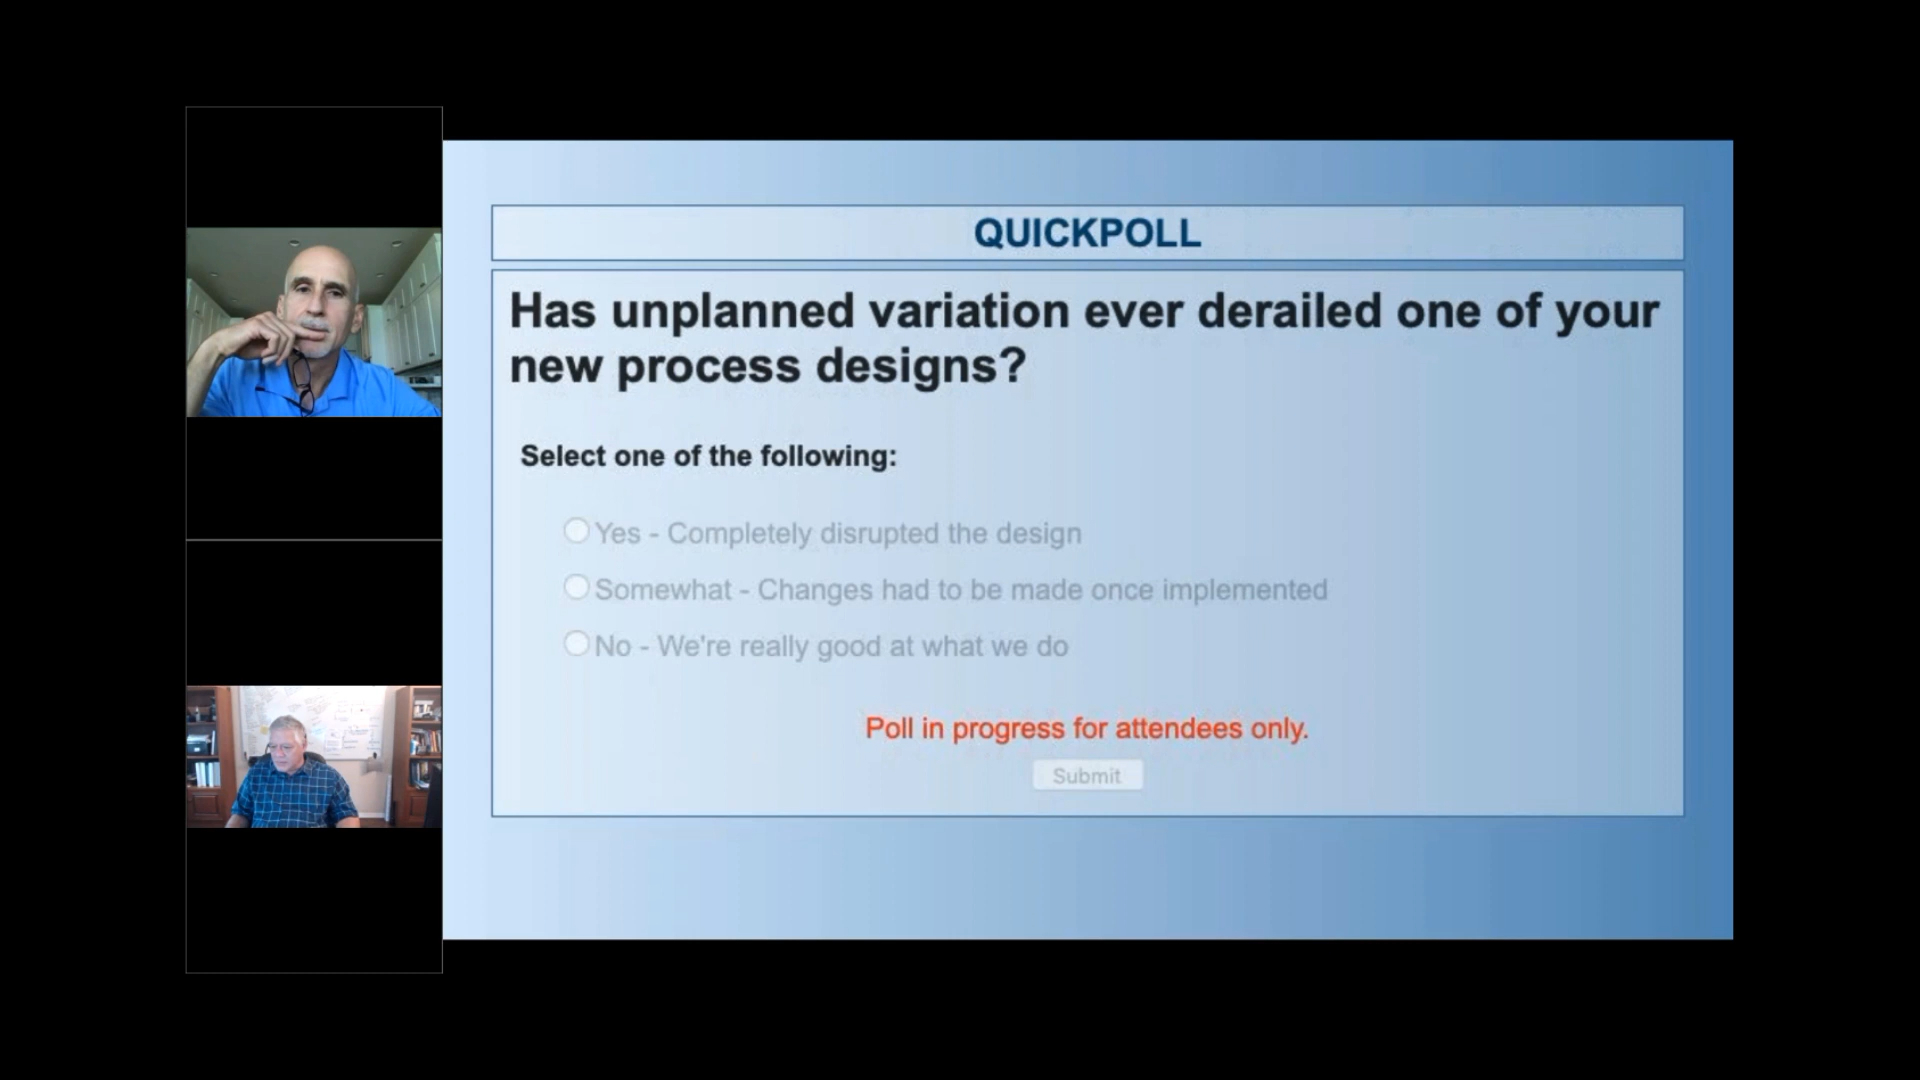 QUICKPOLL
Has unplanned variation ever derailed one of your
new process designs?
Select one of the following:
Yes - Completely disrupted the design
Somewhat - Changes had to be made once implemented
No - We're really good at what we do
Poll in progress for attendees only.
Submit